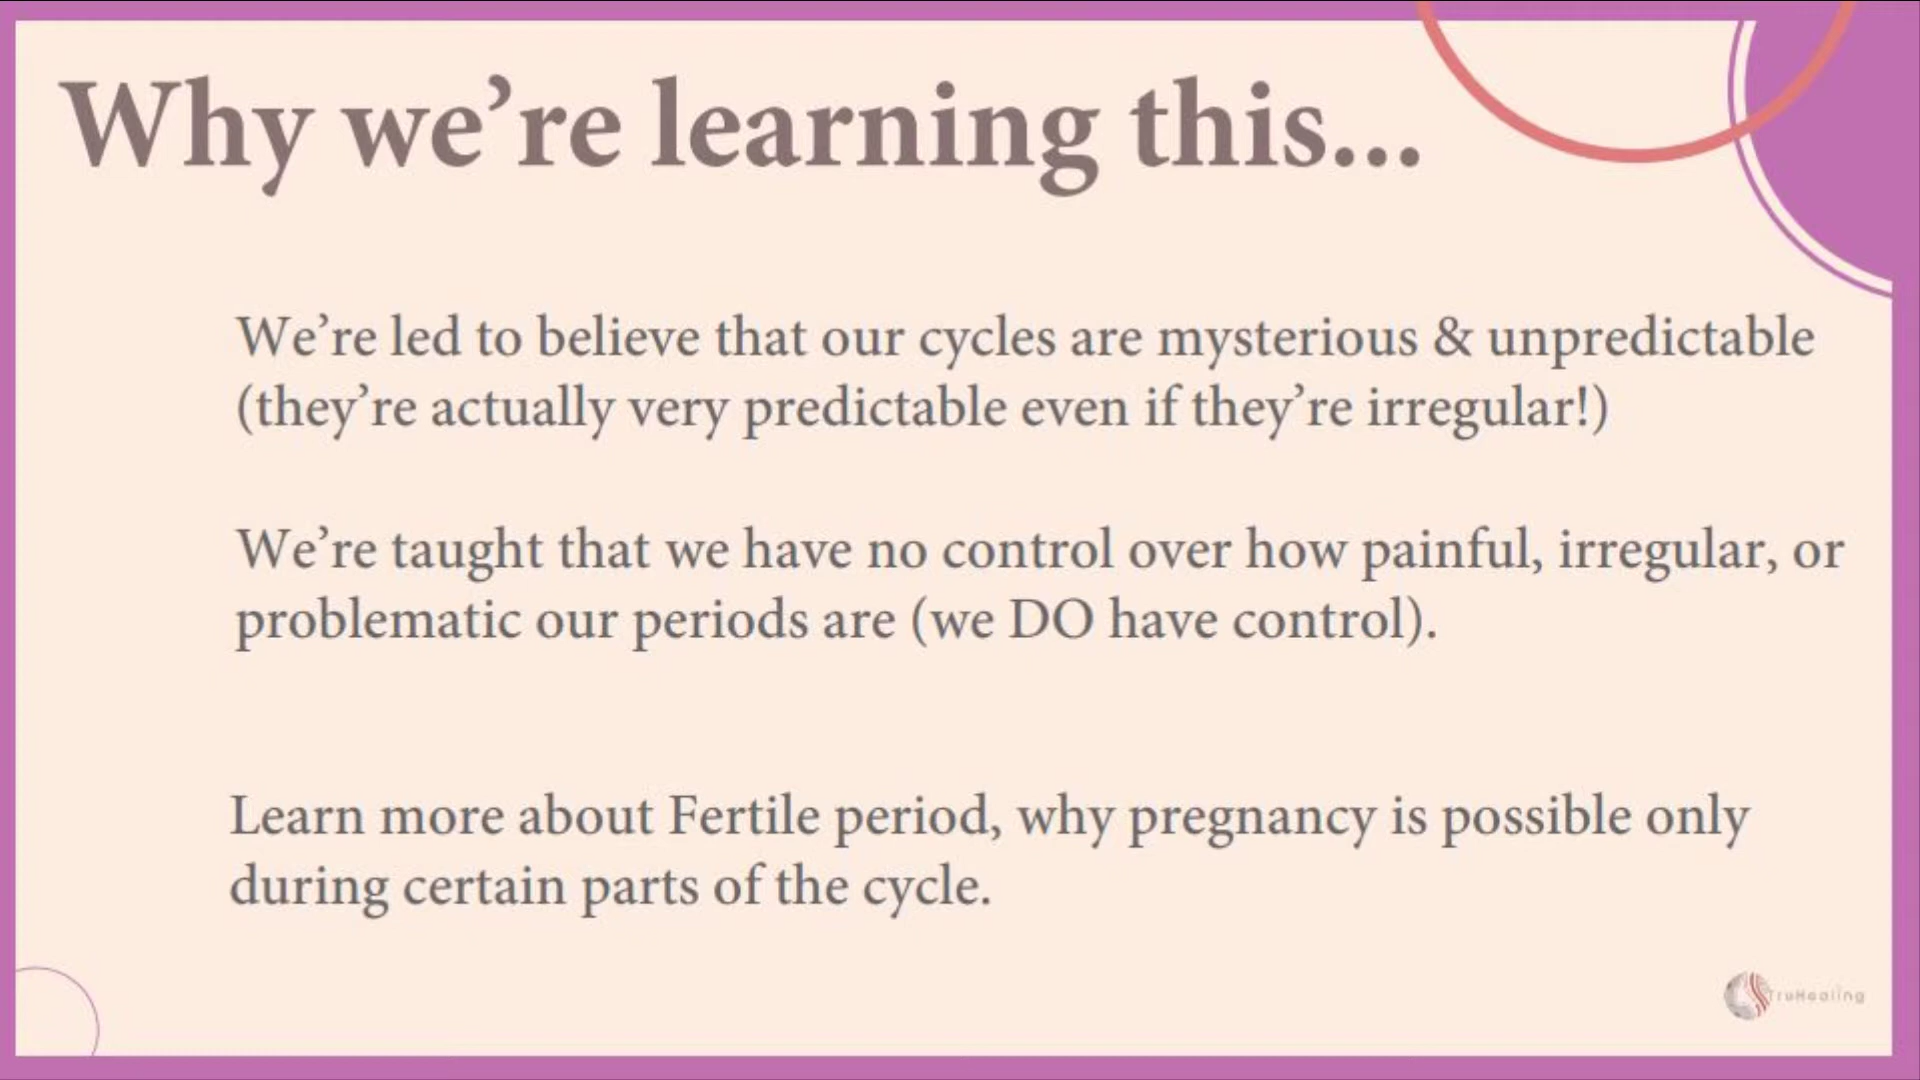 Why we’re learning this...
We’re led to believe that our cycles are mysterious & unpredictable
(they’re actually very predictable even if they’re irregular!)
We’re taught that we have no control over how painful, irregular, or
problematic our periods are (we DO have control).
Learn more about Fertile period, why pregnancy is possible only
during certain parts of the cycle.
TruHealing